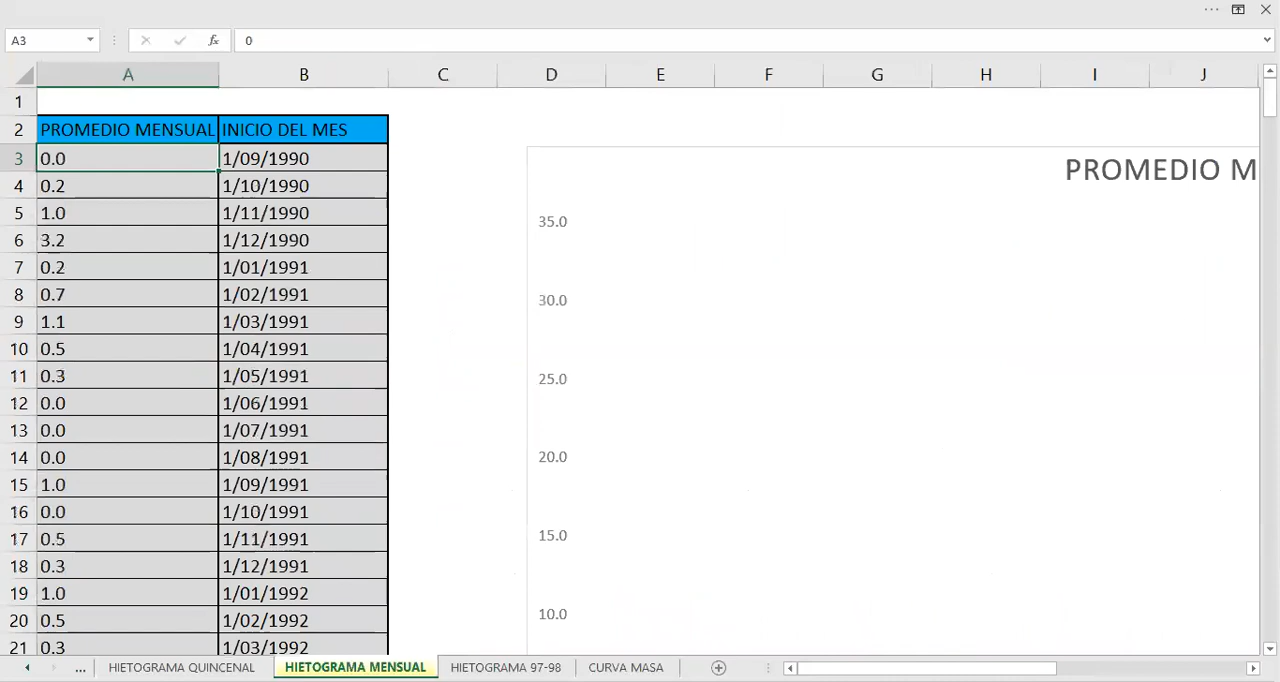 A3
fx
0
A B C D E F G H I J
1
2 PROMEDIO MENSUAL INICIO DEL MES
3 0.0 1/09/1990
4 0.2 1/10/1990
5 1.0 1/11/1990
6 3.2 1/12/1990
7 0.2 1/01/1991
8 0.7 1/02/1991
9 1.1 1/03/1991
10 0.5 1/04/1991
11 0.3 1/05/1991
12 0.0 1/06/1991
13 0.0 1/07/1991
14 0.0 1/08/1991
15 1.0 1/09/1991
16 0.0 1/10/1991
17 0.5 1/11/1991
18 0.3 1/12/1991
19 1.0 1/01/1992
20 0.5 1/02/1992
21 0.3 1/03/1992
PROMEDIO M
35.0
30.0
25.0
20.0
15.0
10.0
... HIETOGRAMA QUINCENAL HIETOGRAMA MENSUAL HIETOGRAMA 97-98 CURVA MASA